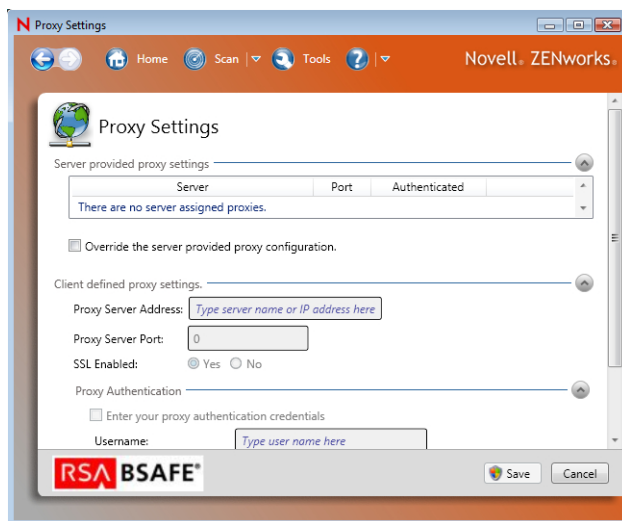 N Proxy Settings
Home Scan Tools ? Novell® ZENworks®
Proxy Settings
Server provided proxy settings
Server Port Authenticated
There are no server assigned proxies.
Override the server provided proxy configuration.
Client defined proxy settings.
Proxy Server Address: Type server name or IP address here
Proxy Server Port: 0
SSL Enabled: Yes No
Proxy Authentication
Enter your proxy authentication credentials
Username: Type user name here
RSA BSAFE® Save Cancel